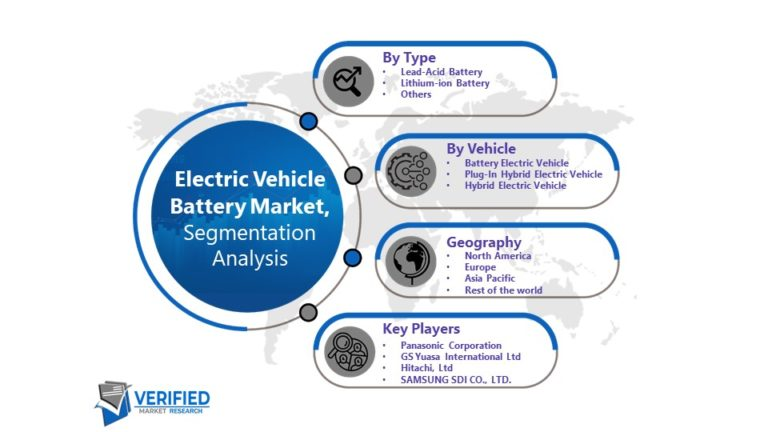 Electric Vehicle
Battery Market,
Segmentation
Analysis
By Type
• Lead-Acid Battery
• Lithium-ion Battery
• Others
By Vehicle
• Battery Electric Vehicle
• Plug-In Hybrid Electric Vehicle
• Hybrid Electric Vehicle
Geography
• North America
• Europe
• Asia Pacific
• Rest of the world
Key Players
• Panasonic Corporation
• GS Yuasa International Ltd
• Hitachi, Ltd
• SAMSUNG SDI CO., LTD.
VERIFIED
MARKET RESEARCH